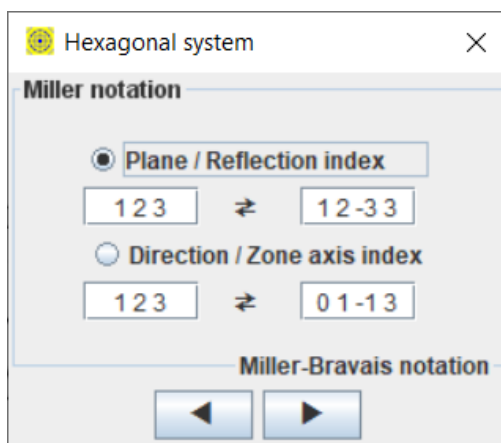 Hexagonal system
Miller notation
Plane / Reflection index
1 2 3 ⇄ 1 2 -3 3
Direction / Zone axis index
1 2 3 ⇄ 0 1 -1 3
Miller-Bravais notation